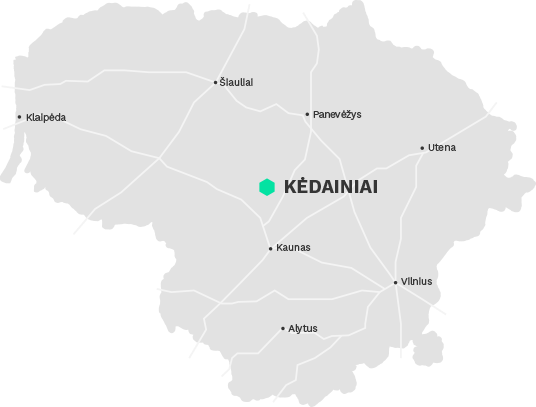 Šiauliai
Panevėžys
Klaipėda
Utena
KĖDAINIAI
Kaunas
Vilnius
Alytus